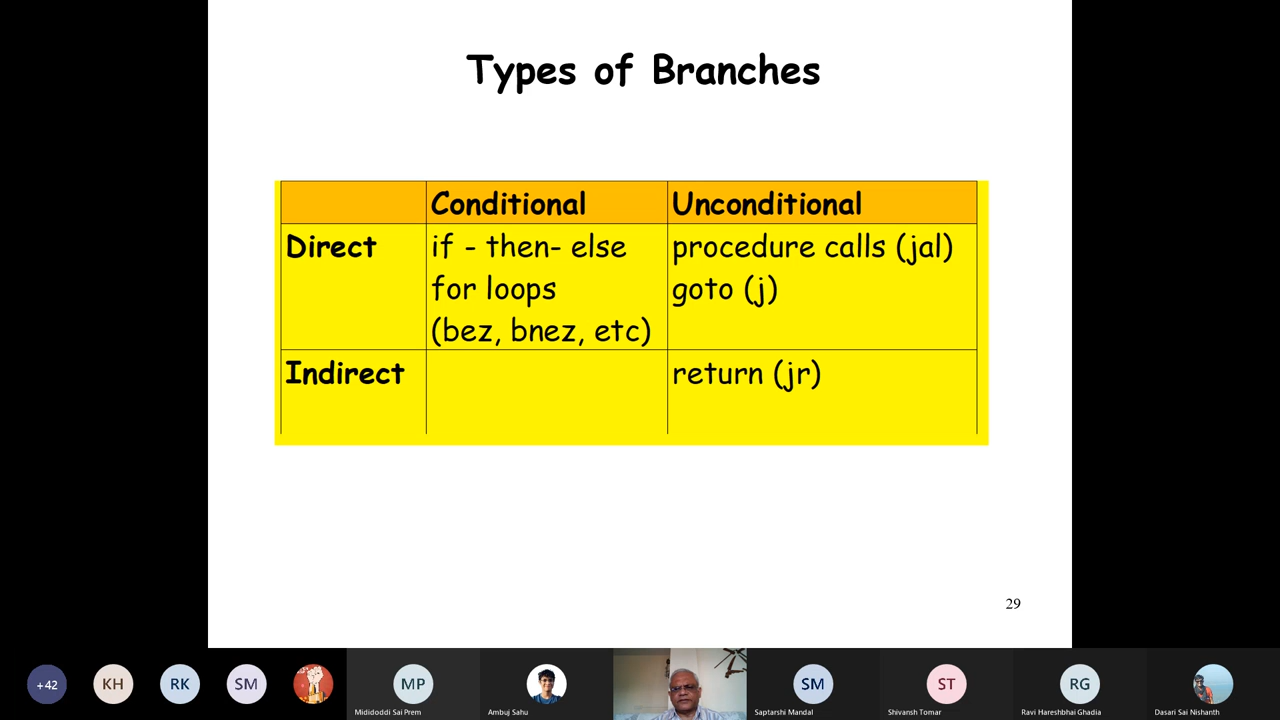 Types of Branches
Conditional Unconditional
Direct if - then- else procedure calls (jal)
for loops goto (j)
(bez, bnez, etc)
Indirect return (jr)
29
+42 KH RK SM MP SM ST RG
Mididoddi Sai Prem Ambuj Sahu Saptarshi Mandal Shivansh Tomar Ravi Hareshbhai Ghadia Dasari Sai Nishanth